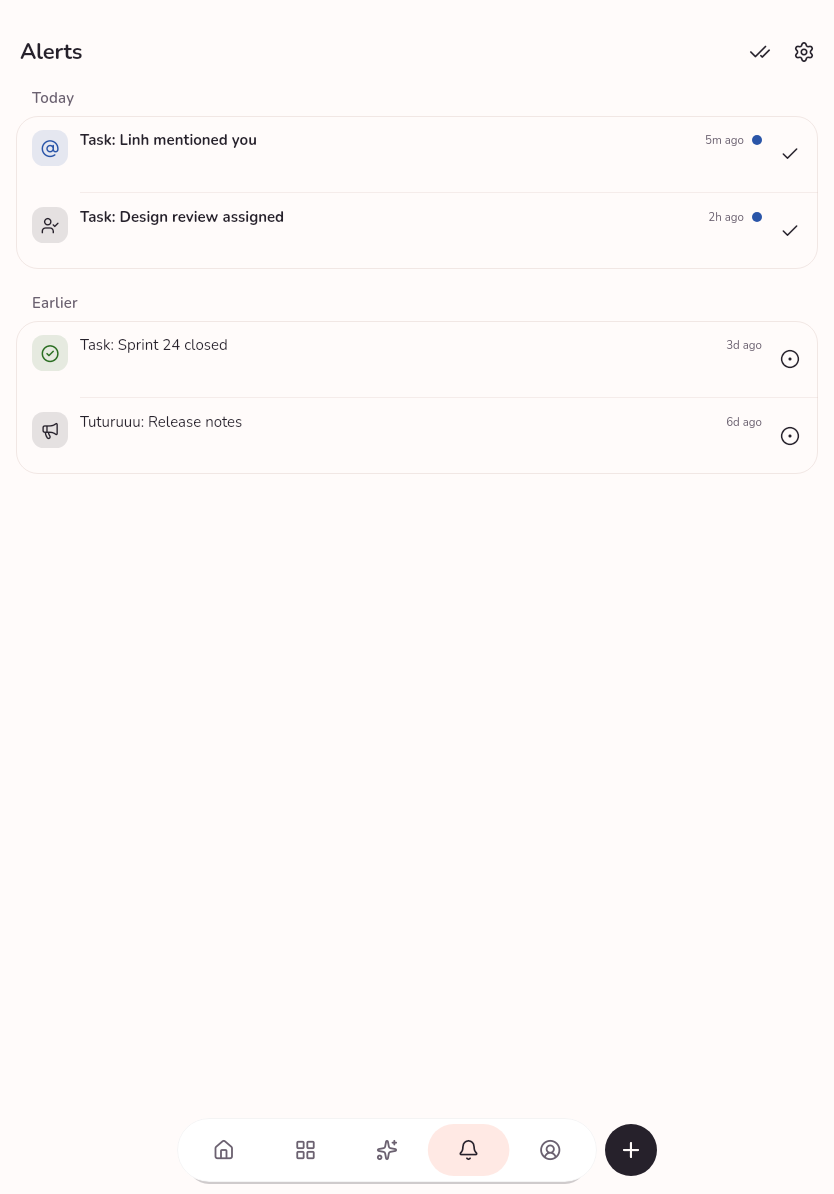 Alerts
Today
Task: Linh mentioned you
5m ago
Task: Design review assigned
2h ago
Earlier
Task: Sprint 24 closed
3d ago
Tuturuuu: Release notes
6d ago